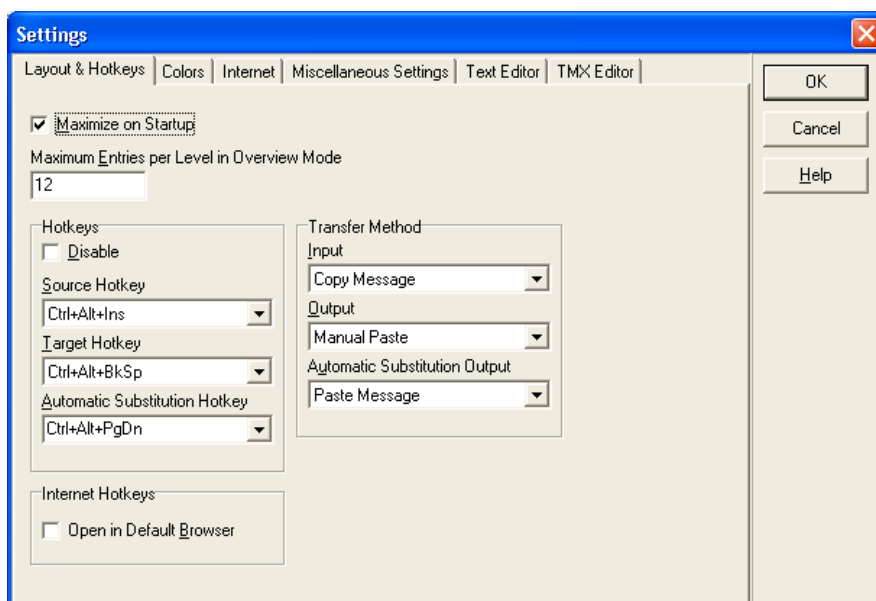 Settings
Layout & Hotkeys Colors Internet Miscellaneous Settings Text Editor TMX Editor
OK
Cancel
Help
Maximize on Startup
Maximum Entries per Level in Overview Mode
12
Hotkeys
Disable
Source Hotkey
Ctrl+Alt+Ins
Target Hotkey
Ctrl+Alt+BkSp
Automatic Substitution Hotkey
Ctrl+Alt+PgDn
Transfer Method
Input
Copy Message
Output
Manual Paste
Automatic Substitution Output
Paste Message
Internet Hotkeys
Open in Default Browser